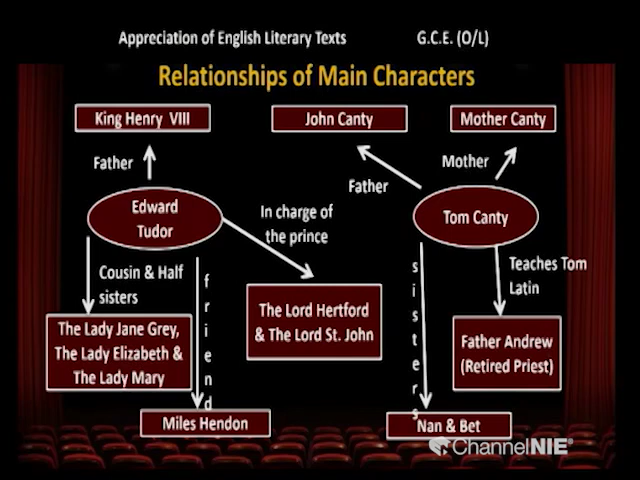 Appreciation of English Literary Texts G.C.E. (O/L)
Relationships of Main Characters
King Henry VIII
John Canty
Mother Canty
Father
Father
Mother
Edward
Tudor
In charge of
the prince
Tom Canty
Cousin & Half
sisters
friend
sisters
Teaches Tom
Latin
The Lady Jane Grey,
The Lady Elizabeth &
The Lady Mary
The Lord Hertford
& The Lord St. John
Father Andrew
(Retired Priest)
Miles Hendon
Nan & Bet
ChannelNIE®